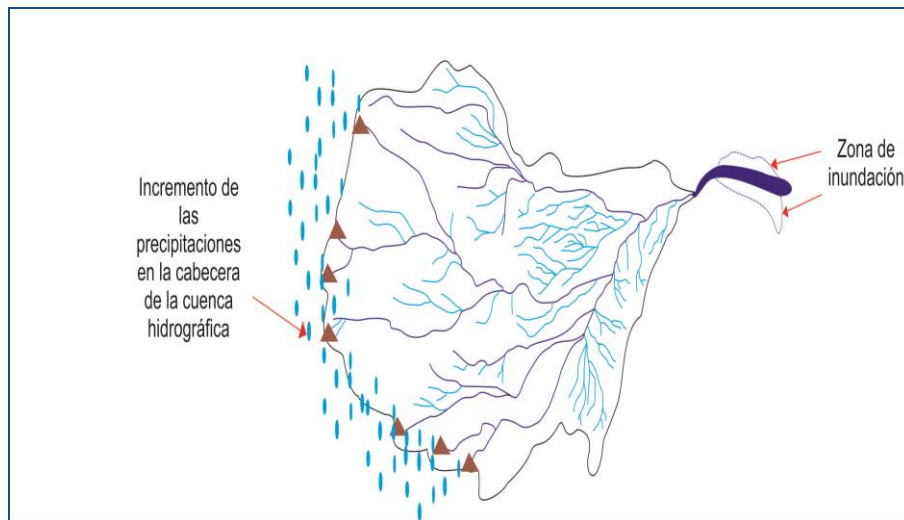 Incremento de
las
precipitaciones
en la cabecera
de la cuenca
hidrográfica
Zona de
inundación